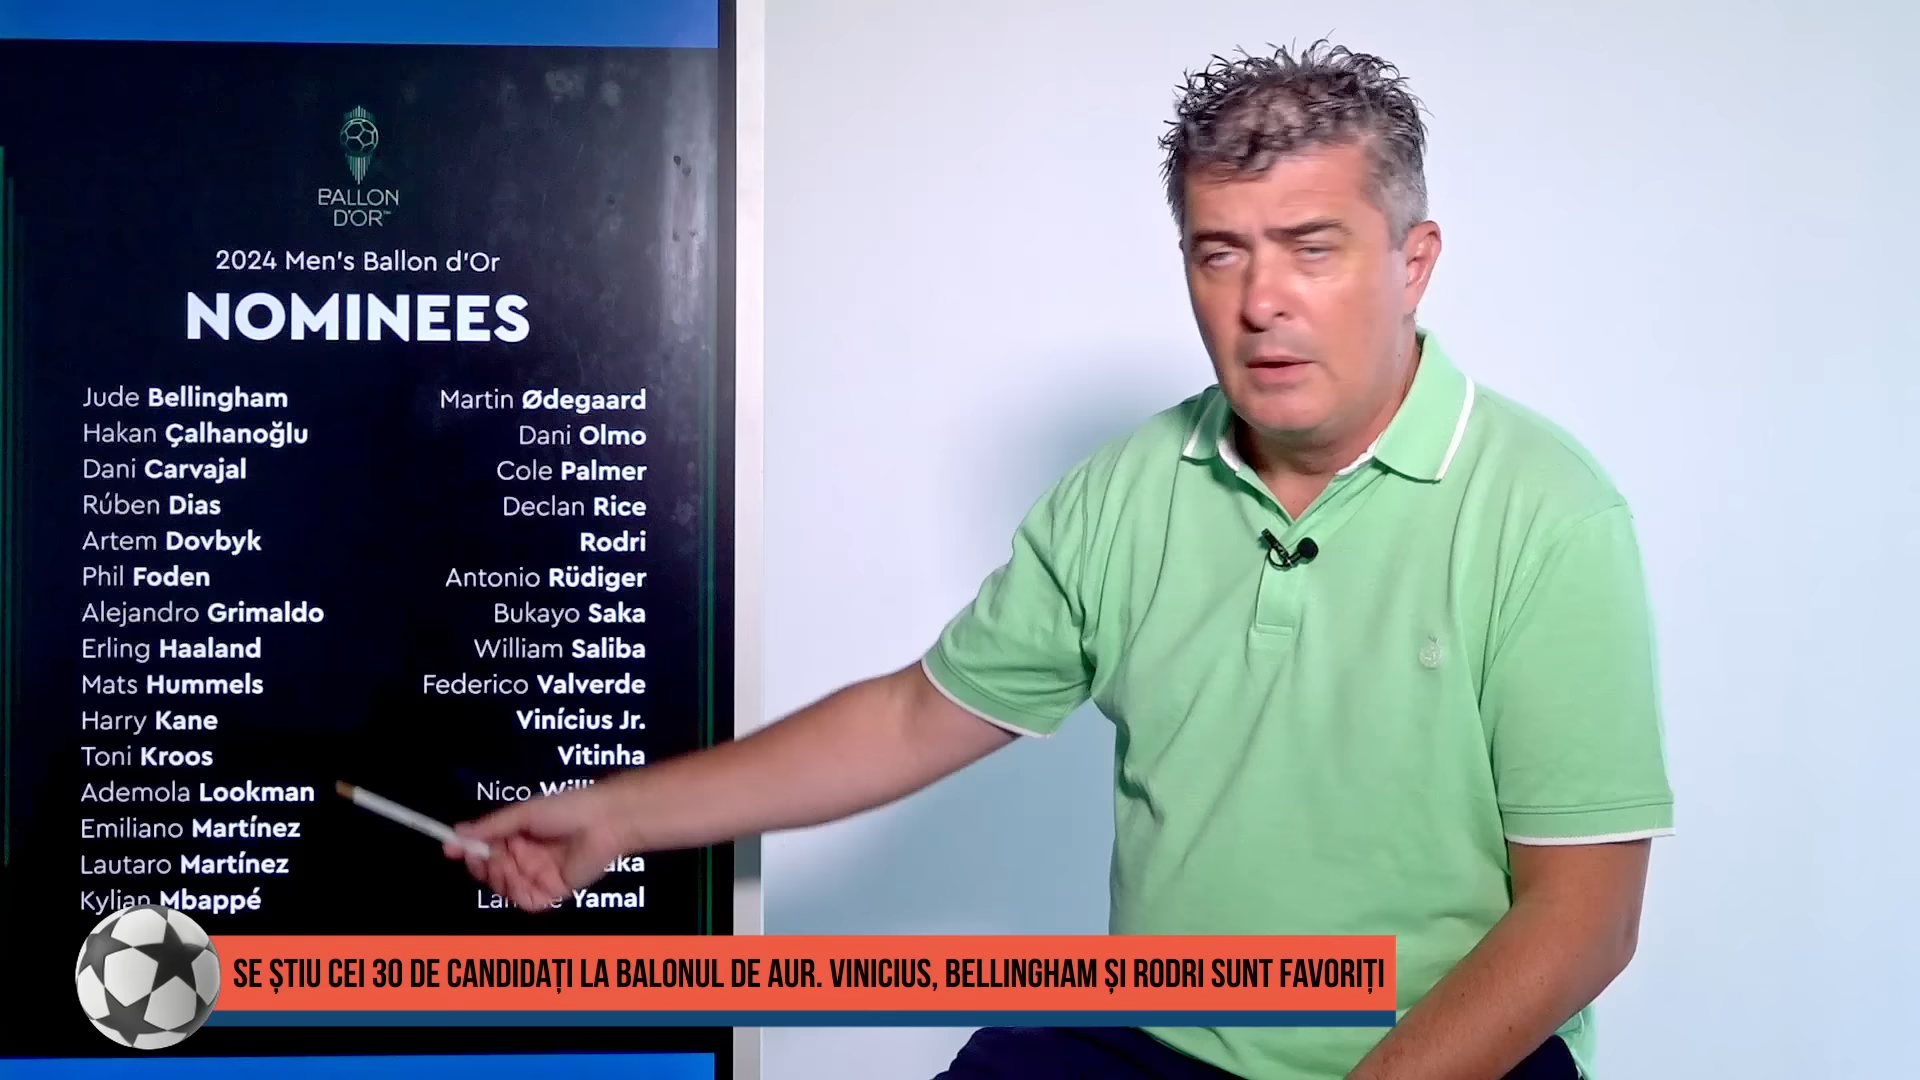 BALLON
D'OR™
2024 Men's Ballon d'Or
NOMINEES
Jude Bellingham
Hakan Çalhanoğlu
Dani Carvajal
Rúben Dias
Artem Dovbyk
Phil Foden
Alejandro Grimaldo
Erling Haaland
Mats Hummels
Harry Kane
Toni Kroos
Ademola Lookman
Emiliano Martínez
Lautaro Martínez
Kylian Mbappé
Martin Ødegaard
Dani Olmo
Cole Palmer
Declan Rice
Rodri
Antonio Rüdiger
Bukayo Saka
William Saliba
Federico Valverde
Vinícius Jr.
Vitinha
Nico
Yamal
SE ȘTIU CEI 30 DE CANDIDAȚI LA BALONUL DE AUR. VINICIUS, BELLINGHAM ȘI RODRI SUNT FAVORIȚI